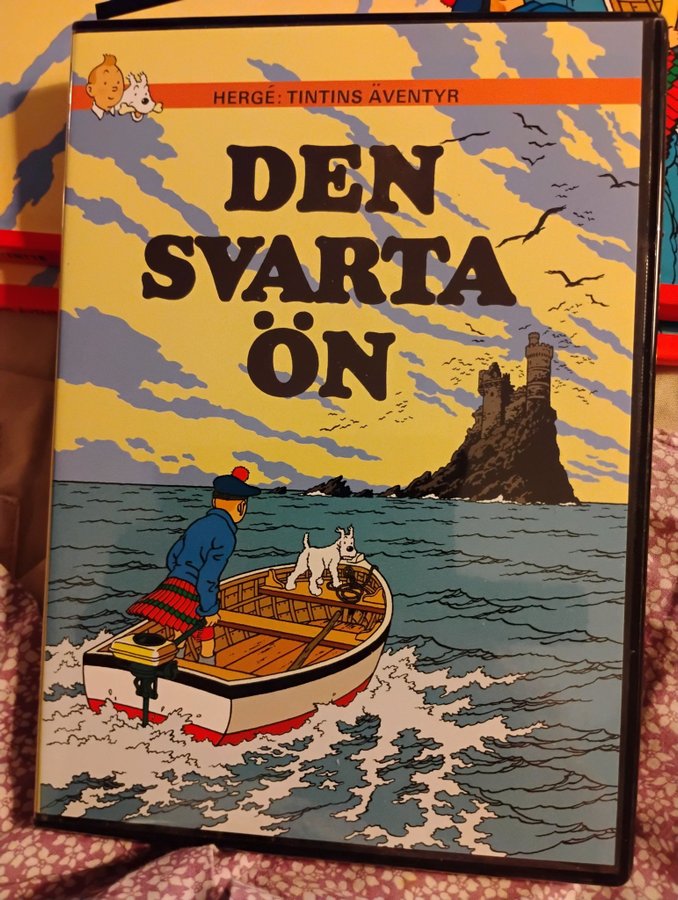 HERGÉ: TINTINS ÄVENTYR
DEN
SVARTA
ÖN